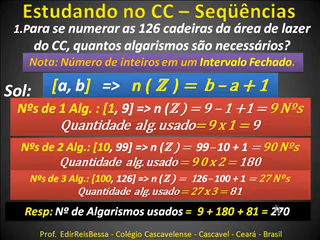 Estudando no CC – Seqüências
1.Para se numerar as 126 cadeiras da área de lazer
do CC, quantos algarismos são necessários?
Nota: Número de inteiros em um Intervalo Fechado.
Sol: [a, b] => n ( ℤ ) = b – a + 1
Nºs de 1 Alg. : [1, 9] => n (ℤ ) = 9 – 1 +1 = 9 Nºs
Quantidade alg. usado= 9 x 1 = 9
Nºs de 2 Alg. : [10, 99] => n (ℤ ) = 99 – 10 + 1 = 90 Nºs
Quantidade alg. usado= 9 0 x 2 = 180
Nºs de 3 Alg. : [100, 126] => n (ℤ ) = 126 – 100 + 1 = 27 Nºs
Quantidade alg. usado= 27 x 3 = 81
Resp: Nº de Algarismos usados = 9 + 180 + 81 = 270
Prof. EdirReisBessa - Colégio Cascavelense - Cascavel - Ceará - Brasil